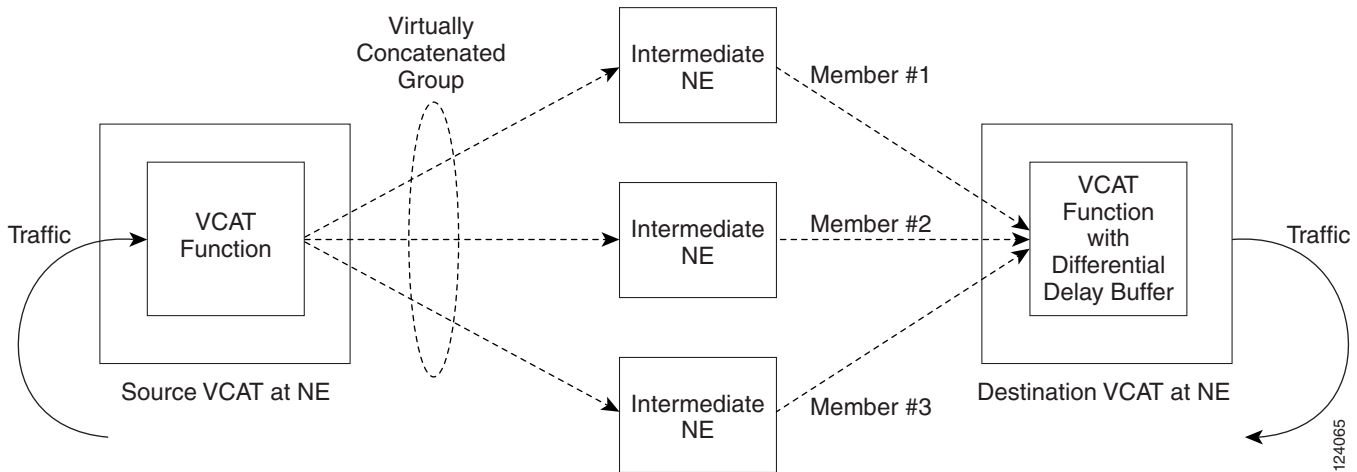 Virtually
Concatenated
Group
Intermediate
NE
Member #1
Traffic
VCAT
Function
Intermediate
NE
Member #2
VCAT
Function
with
Differential
Delay Buffer
Traffic
Source VCAT at NE
Intermediate
NE
Member #3
Destination VCAT at NE
124065